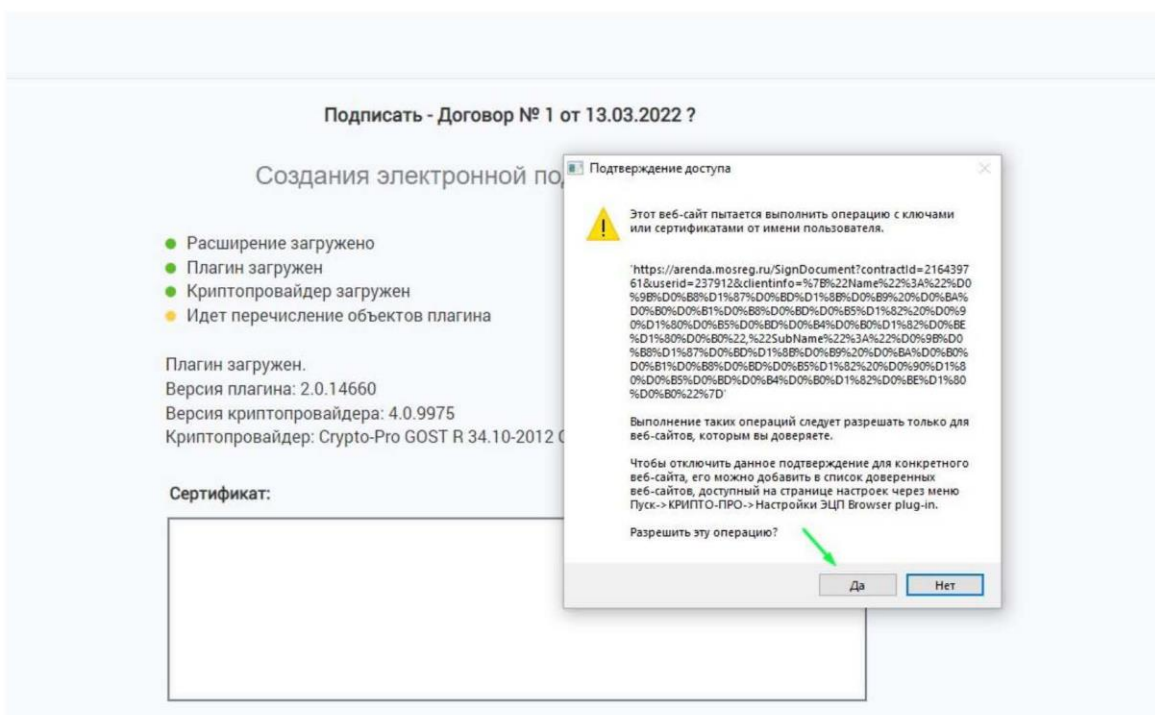 Подписать - Договор № 1 от 13.03.2022 ?
Создания электронной по
Расширение загружено
Плагин загружен
Криптопровайдер загружен
Идет перечисление объектов плагина
Плагин загружен.
Версия плагина: 2.0.14660
Версия криптопровайдера: 4.0.9975
Криптопровайдер: Crypto-Pro GOST R 34.10-2012 C
Сертификат:
Подтверждение доступа
Этот веб-сайт пытается выполнить операцию с ключами
или сертификатами от имени пользователя.
'https://arenda.mosreg.ru/SignDocument?contractId=2164397
61&userid=237912&clientinfo=%7B%22Name%22%3A%22%D0
%9B%D0%B8%D1%87%D0%BD%D1%8B%D0%B9%20%D0%BA%
D0%B0%D0%B1%D0%B8%D0%BD%D0%B5%D1%82%20%D0%9
0%D1%80%D0%B5%D0%BD%D0%B4%D0%B0%D1%82%D0%BE
%D1%80%D0%B0%22,%22SubName%22%3A%22%D0%9B%D0
%B8%D1%87%D0%BD%D1%8B%D0%B9%20%D0%BA%D0%B0%
D0%B1%D0%B8%D0%BD%D0%B5%D1%82%20%D0%90%D1%8
0%D0%B5%D0%BD%D0%B4%D0%B0%D1%82%D0%BE%D1%80
%D0%B0%22%7D'
Выполнение таких операций следует разрешать только для
веб-сайтов, которым вы доверяете.
Чтобы отключить данное подтверждение для конкретного
веб-сайта, его можно добавить в список доверенных
веб-сайтов, доступный на странице настроек через меню
Пуск->КРИПТО-ПРО->Настройки ЭЦП Browser plug-in.
Разрешить эту операцию?
Да
Нет